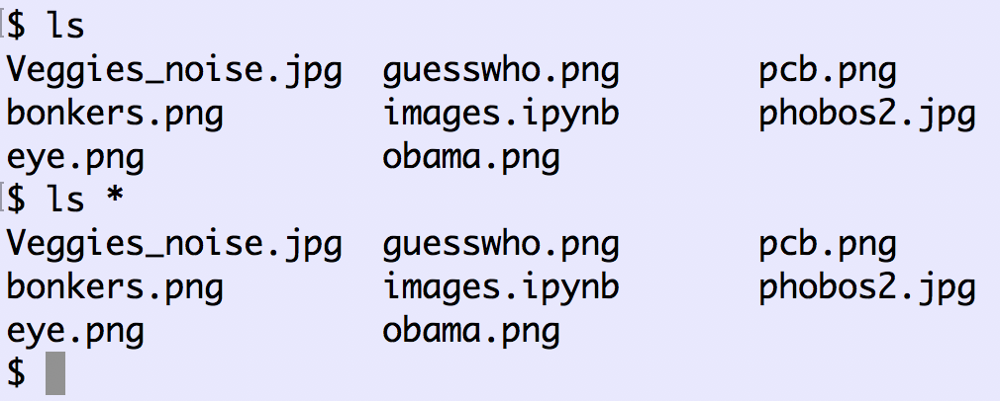 $ ls
Veggies_noise.jpg  guesswho.png       pcb.png
bonkers.png        images.ipynb       phobos2.jpg
eye.png            obama.png
$ ls *
Veggies_noise.jpg  guesswho.png       pcb.png
bonkers.png        images.ipynb       phobos2.jpg
eye.png            obama.png
$